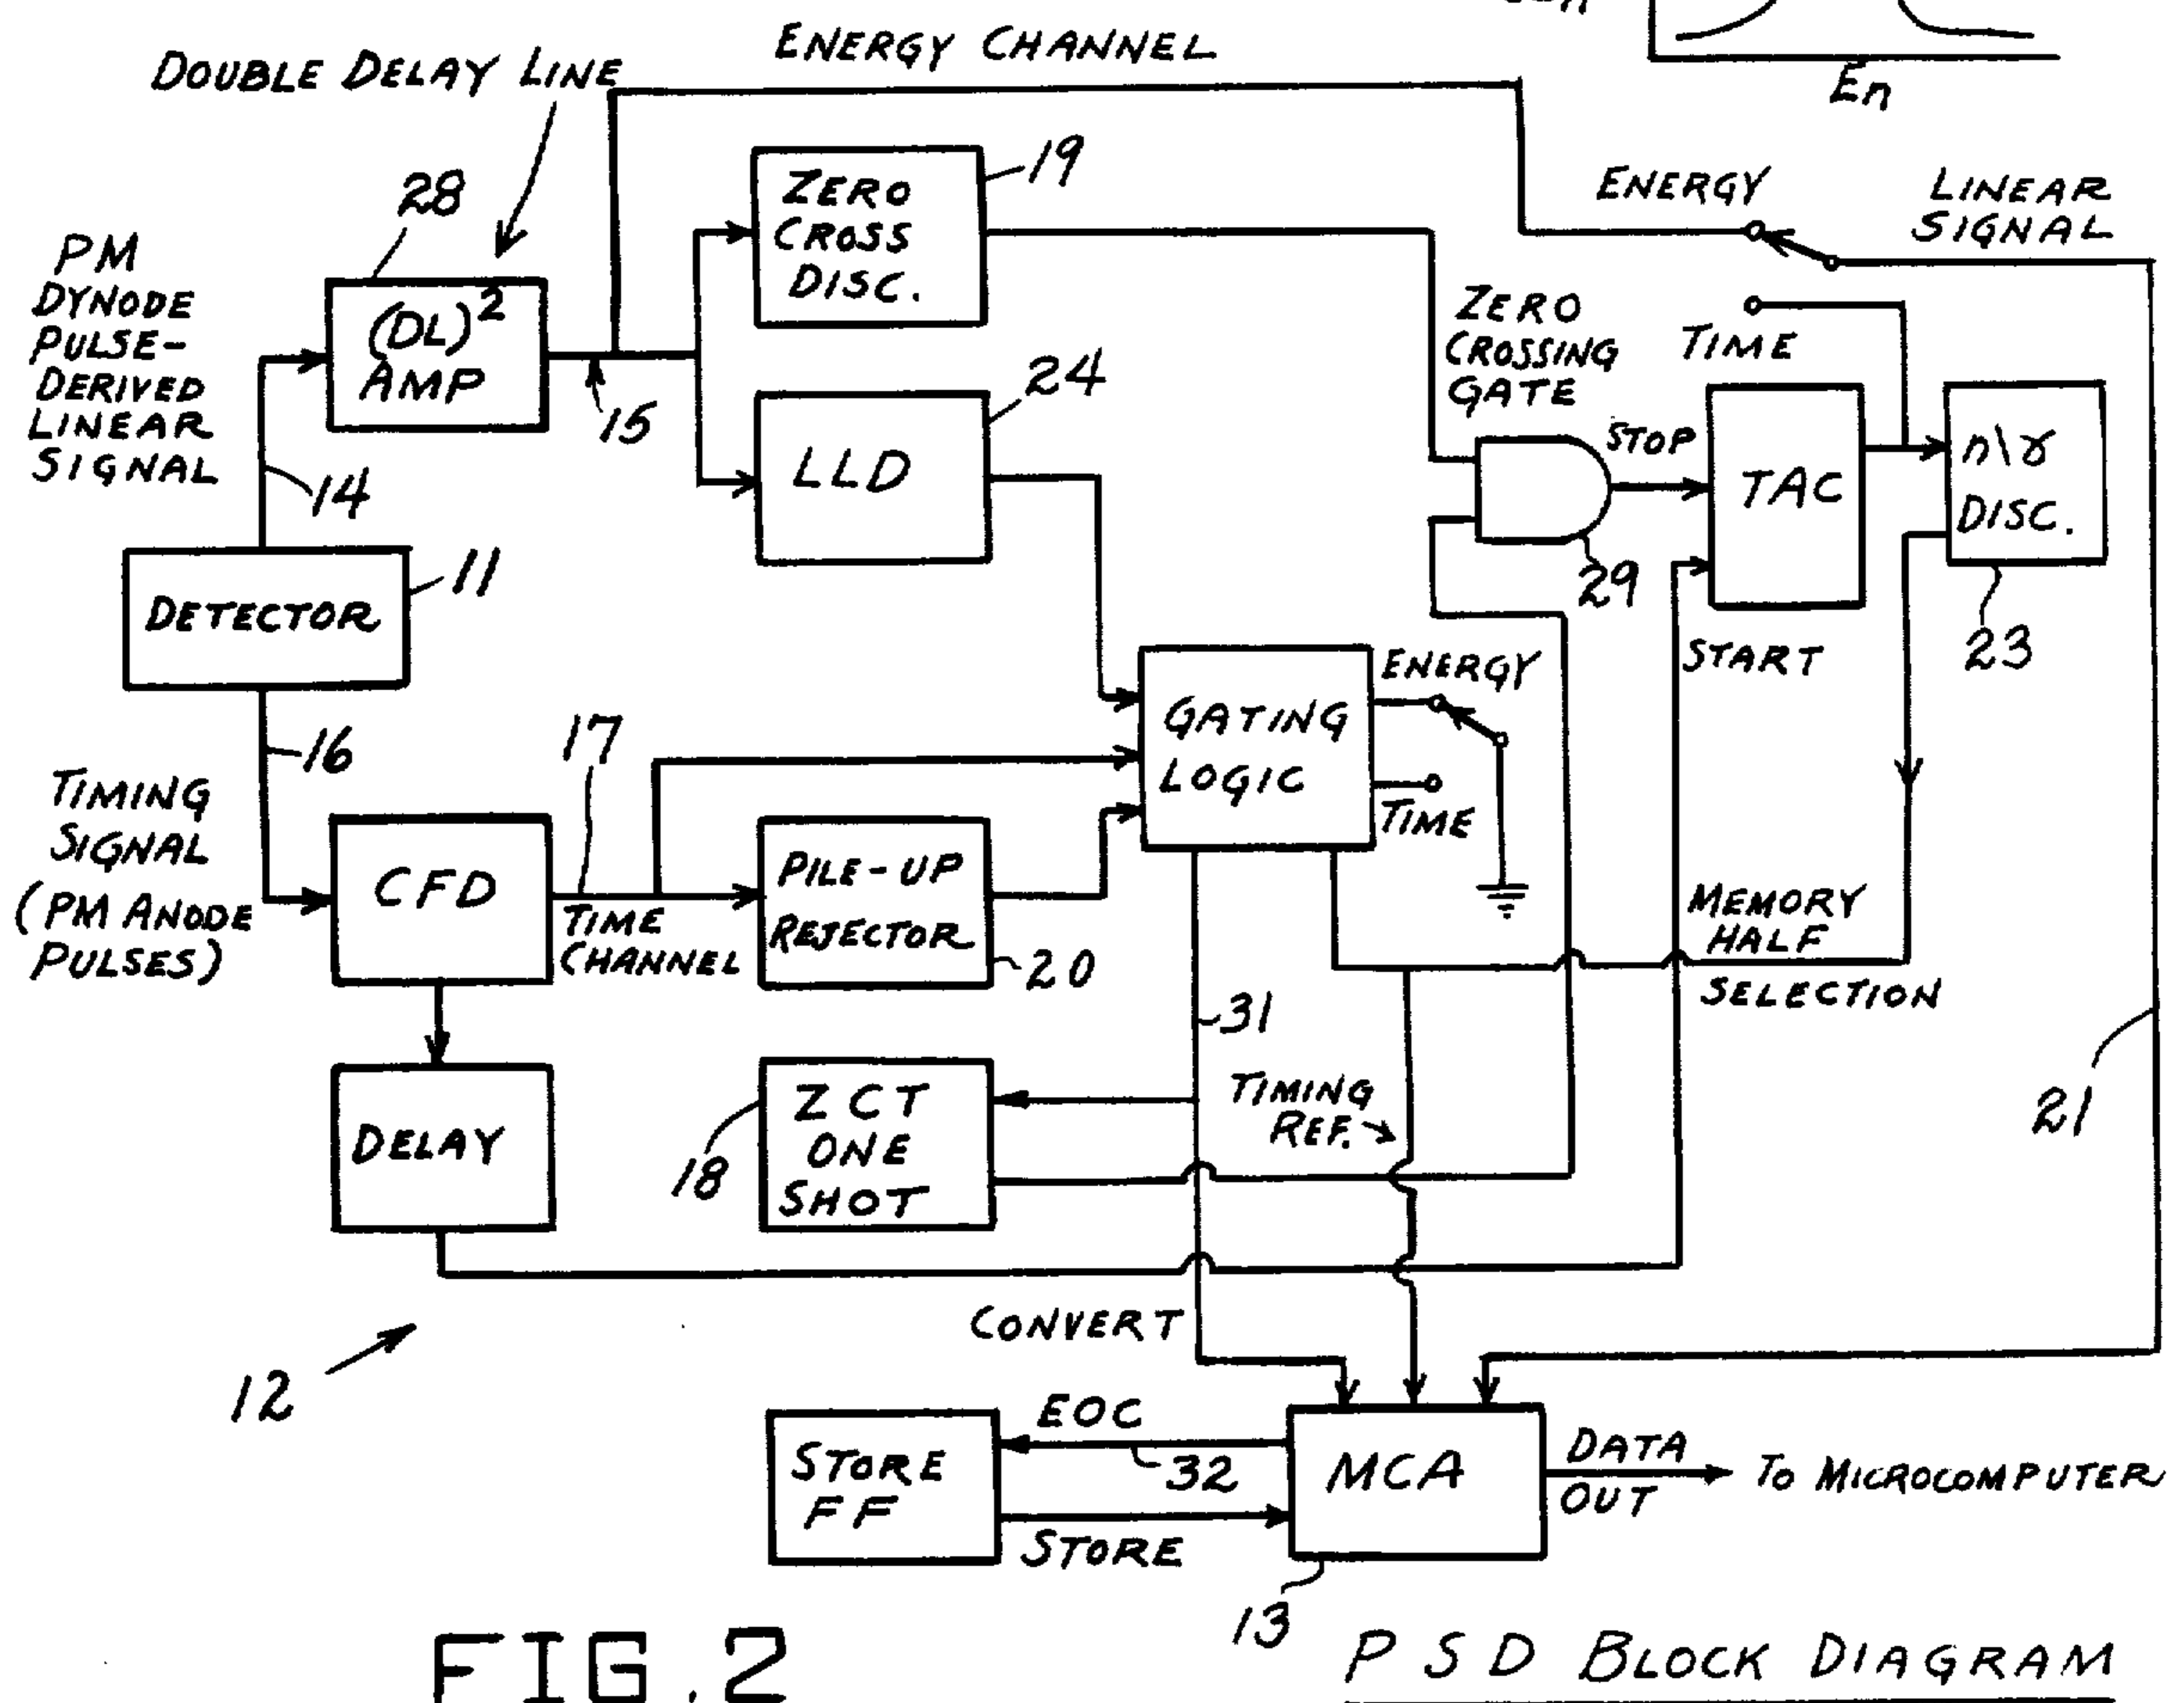 En
DOUBLE DELAY LINE
ENERGY CHANNEL
28
ZERO
CROSS
DISC.
19
ENERGY
LINEAR
SIGNAL
PM
DYNODE
PULSE-
DERIVED
LINEAR
SIGNAL
(DL)²
AMP
15
14
24
LLD
ZERO
CROSSING
GATE
TIME
STOP
TAC
n\γ
DISC.
29
START
23
DETECTOR
11
16
17
GATING
LOGIC
ENERGY
TIME
TIMING
SIGNAL
(PM ANODE
PULSES)
CFD
TIME
CHANNEL
PILE-UP
REJECTOR
20
MEMORY
HALF
SELECTION
31
DELAY
18
ZCT
ONE
SHOT
TIMING
REF.
21
12
CONVERT
STORE
FF
EOC
32
STORE
MCA
DATA
OUT
TO MICROCOMPUTER
13
FIG.2
PSD BLOCK DIAGRAM